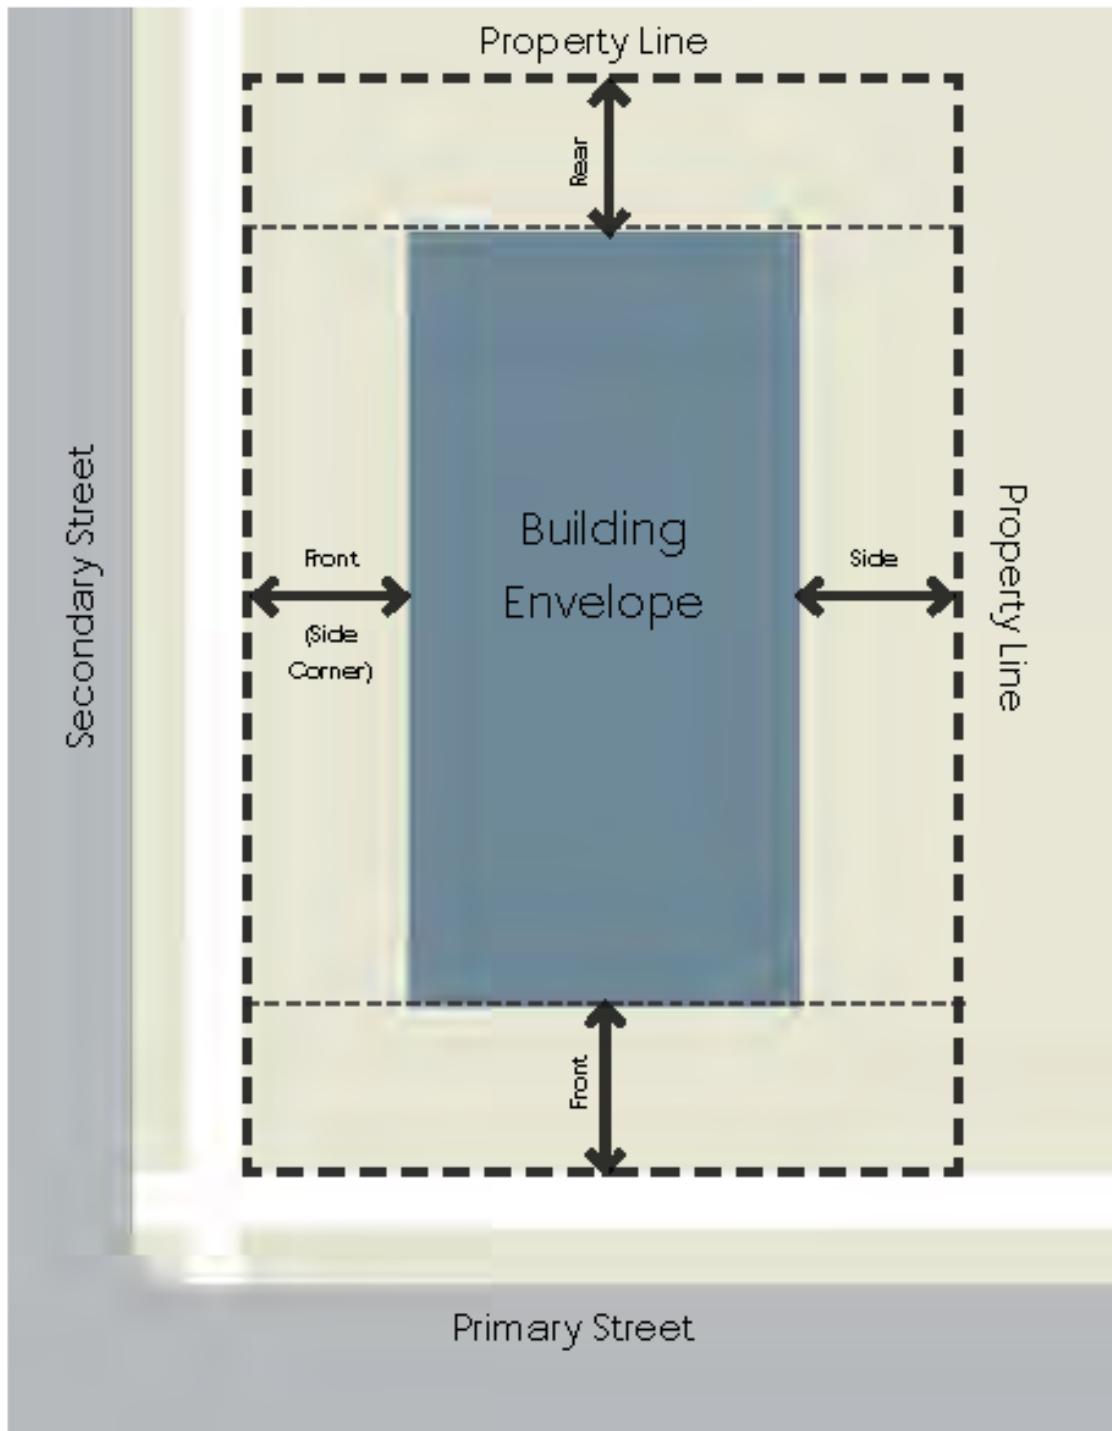 Property Line
Rear
Secondary Street
Front
(Side
Corner)
Building
Envelope
Side
Property Line
Front
Primary Street